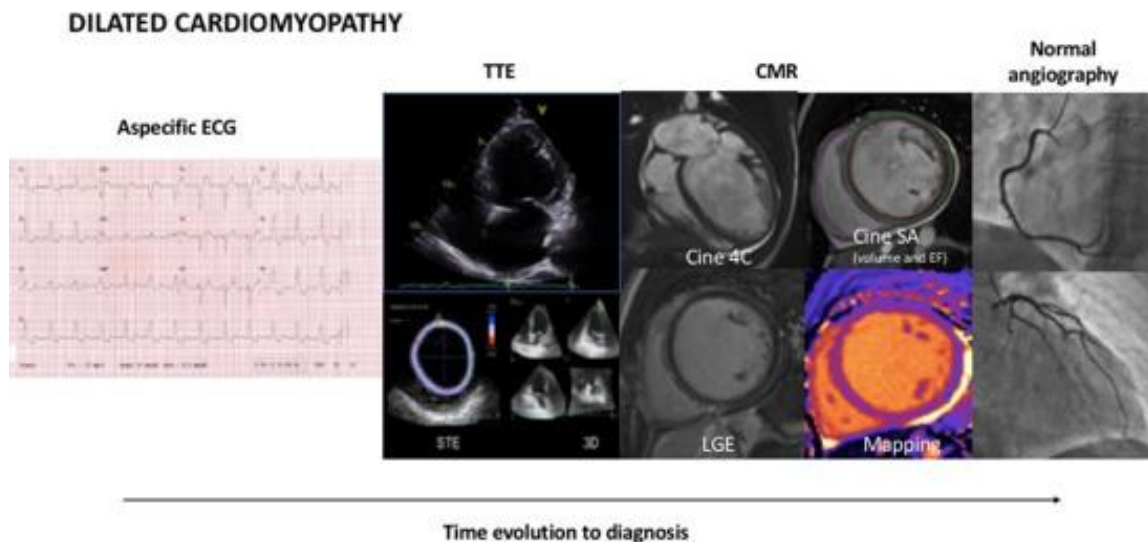 DILATED CARDIOMYOPATHY
Aspecific ECG
TTE
CMR
Normal
angiography
Cine 4C
Cine SA
(volume and EF)
STE
3D
LGE
Mapping
Time evolution to diagnosis